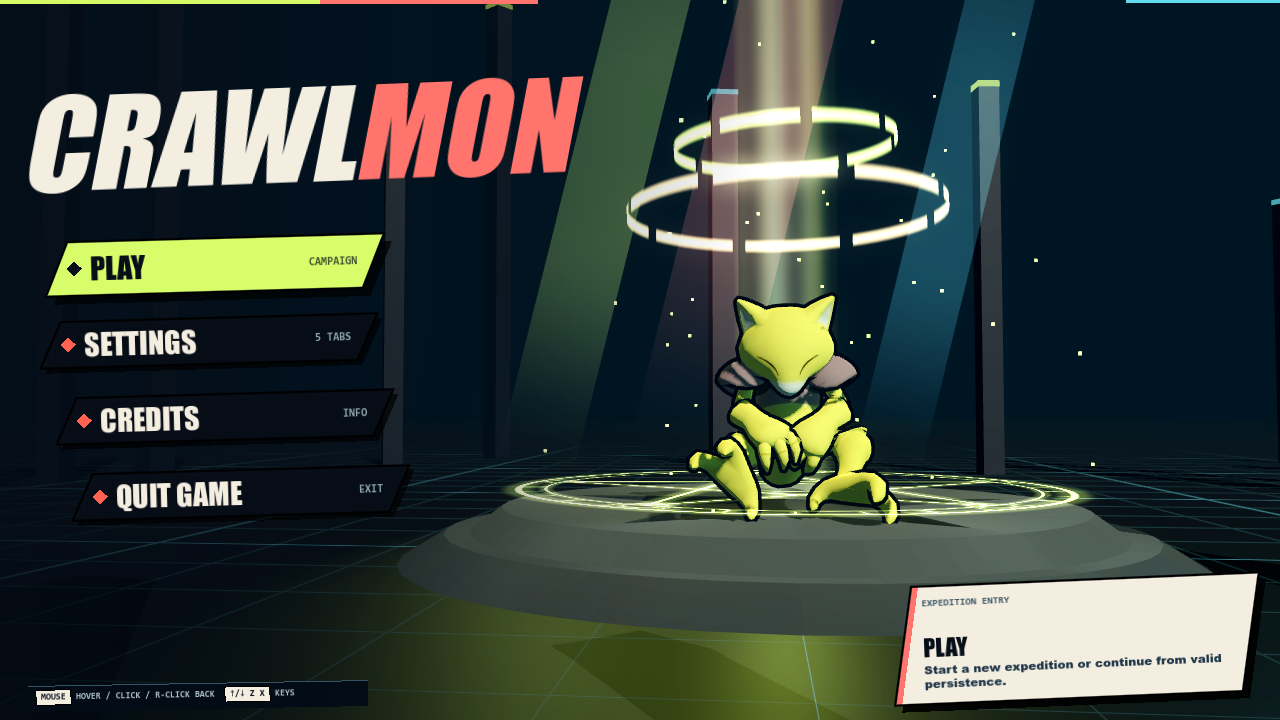 CRAWLMON
PLAY CAMPAIGN
SETTINGS 5 TABS
CREDITS INFO
QUIT GAME EXIT
EXPEDITION ENTRY
PLAY
Start a new expedition or continue from valid
persistence.
MOUSE HOVER / CLICK / R-CLICK BACK ↑/↓ Z X KEYS